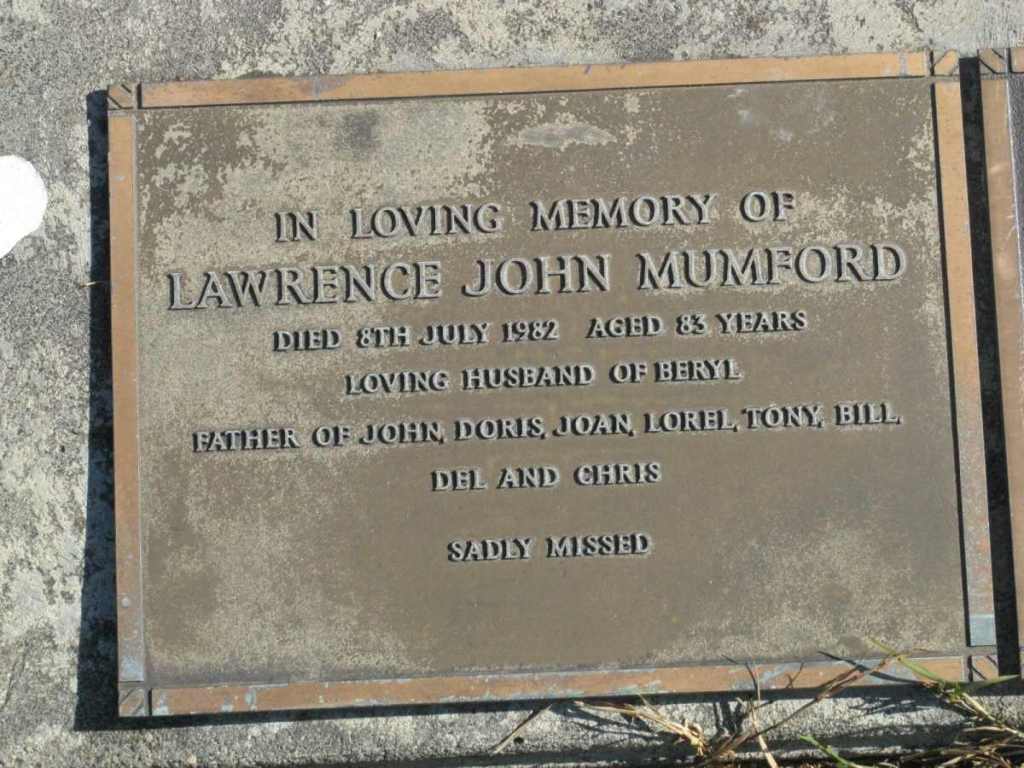 IN LOVING MEMORY OF
LAWRENCE JOHN MUMFORD
DIED 8TH JULY 1982 AGED 83 YEARS
LOVING HUSBAND OF BERYL
FATHER OF JOHN, DORIS, JOAN, LOREL, TONY, BILL,
DEL AND CHRIS
SADLY MISSED